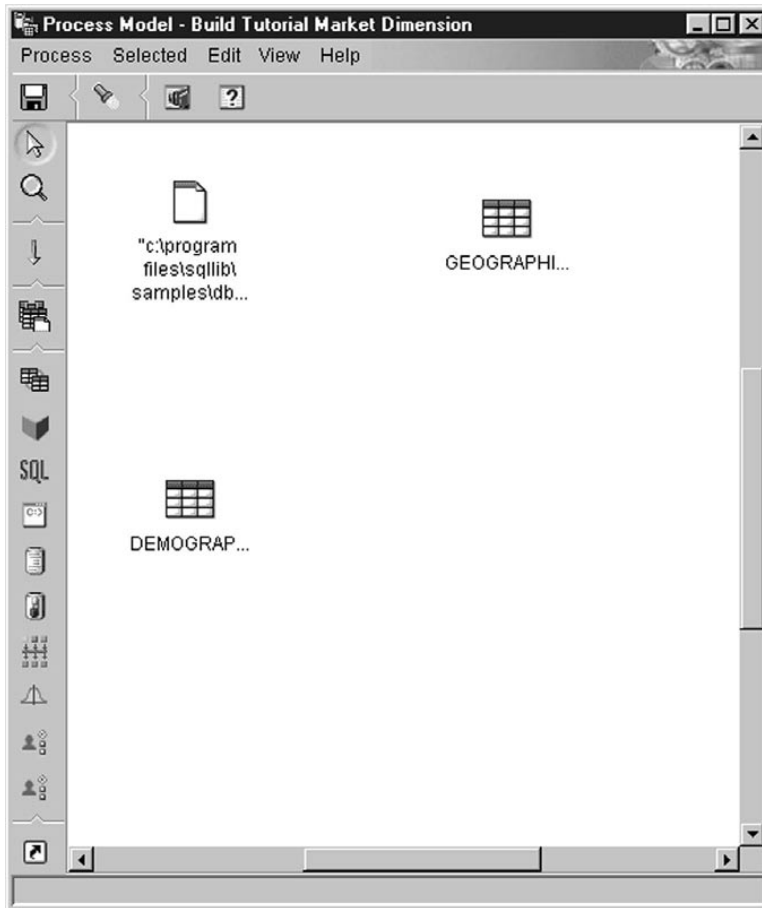 Process Model - Build Tutorial Market Dimension
Process Selected Edit View Help
?
"c:\program
files\sqllib\
samples\db...
GEOGRAPHI...
SQL
C:>
DEMOGRAP...